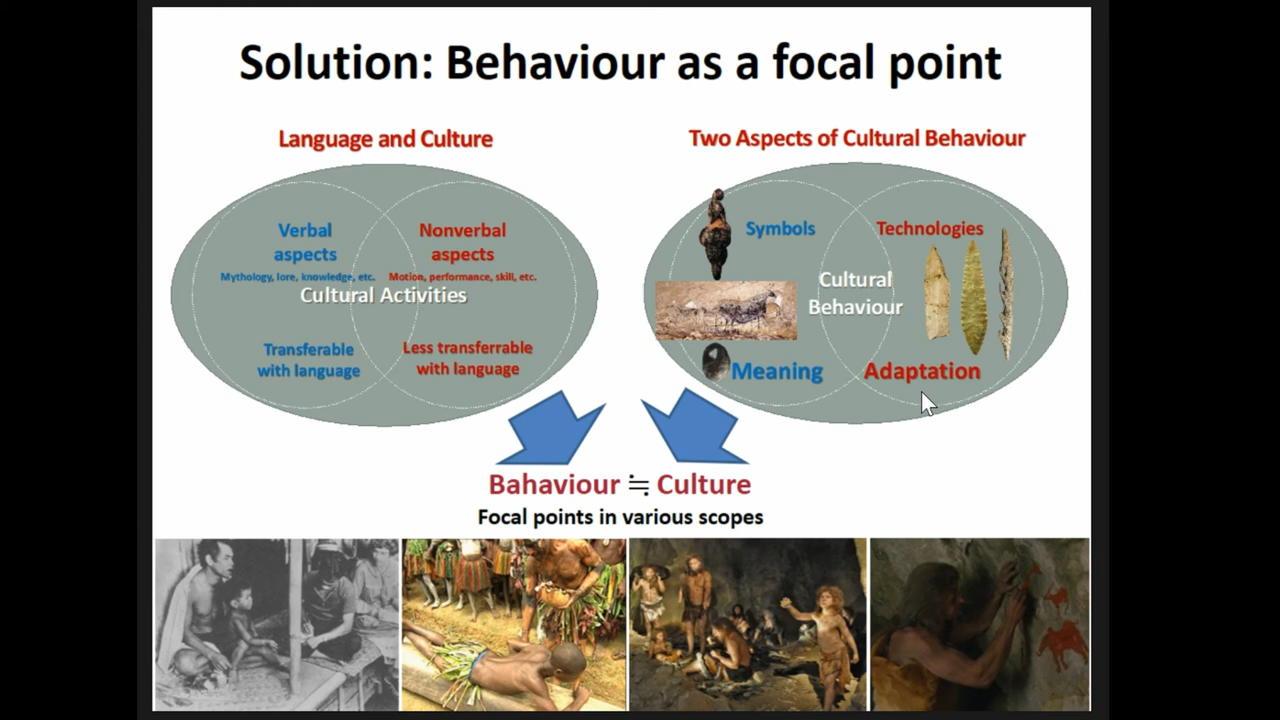 Solution: Behaviour as a focal point
Language and Culture
Verbal
aspects
Mythology, lore, knowledge, etc.
Nonverbal
aspects
Motion, performance, skill, etc.
Cultural Activities
Transferable
with language
Less transferrable
with language
Two Aspects of Cultural Behaviour
Symbols
Technologies
Cultural
Behaviour
Meaning
Adaptation
Bahaviour ≒ Culture
Focal points in various scopes